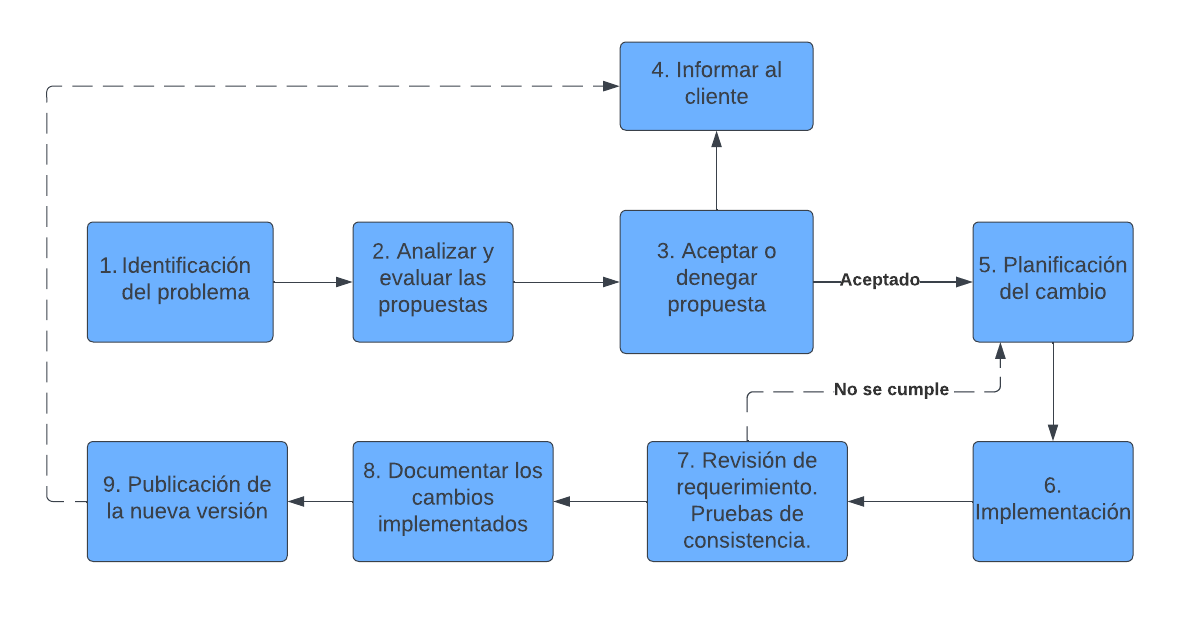 4. Informar al
cliente
1. Identificación
del problema
2. Analizar y
evaluar las
propuestas
3. Aceptar o
denegar
propuesta
Aceptado
5. Planificación
del cambio
No se cumple
9. Publicación de
la nueva versión
8. Documentar los
cambios
implementados
7. Revisión de
requerimiento.
Pruebas de
consistencia.
6.
Implementación